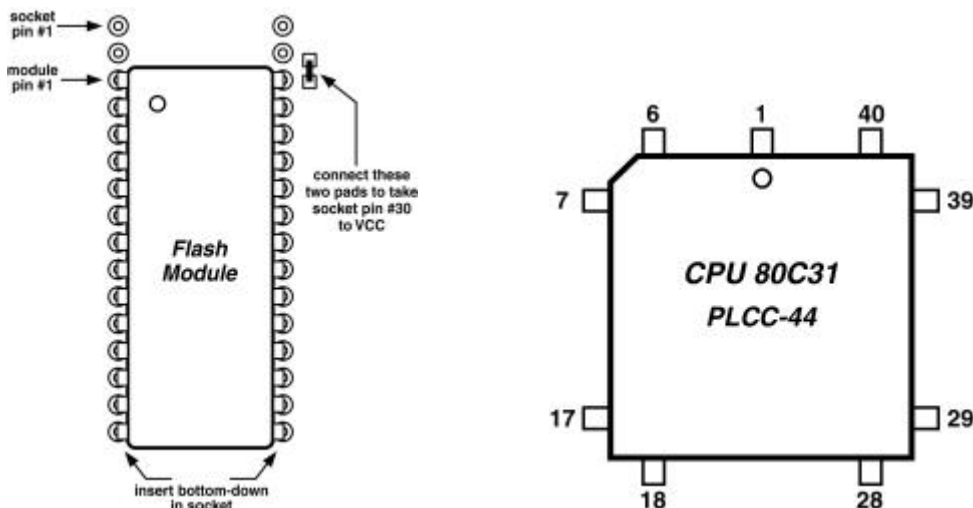 socket
pin #1
module
pin #1
connect these
two pads to take
socket pin #30
to VCC
Flash
Module
insert bottom-down
in socket
6
1
40
7
39
CPU 80C31
PLCC-44
17
29
18
28